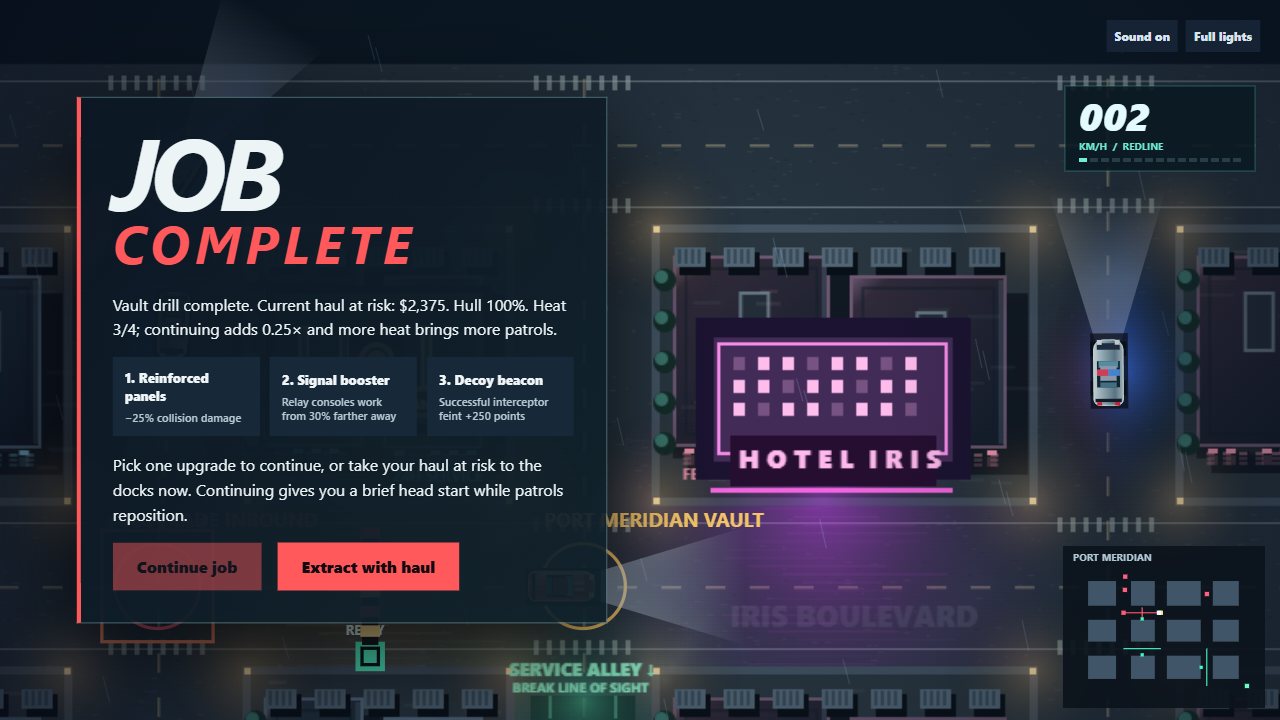 Sound on
Full lights
002
KM/H / REDLINE
JOB
COMPLETE
Vault drill complete. Current haul at risk: $2,375. Hull 100%. Heat
3/4; continuing adds 0.25× and more heat brings more patrols.
1. Reinforced
panels
−25% collision damage
2. Signal booster
Relay consoles work
from 30% farther away
3. Decoy beacon
Successful interceptor
feint +250 points
Pick one upgrade to continue, or take your haul at risk to the
docks now. Continuing gives you a brief head start while patrols
reposition.
Continue job
Extract with haul
HOTEL IRIS
INBOUND
PORT MERIDIAN VAULT
IRIS BOULEVARD
RELAY
SERVICE ALLEY ↓
BREAK LINE OF SIGHT
PORT MERIDIAN